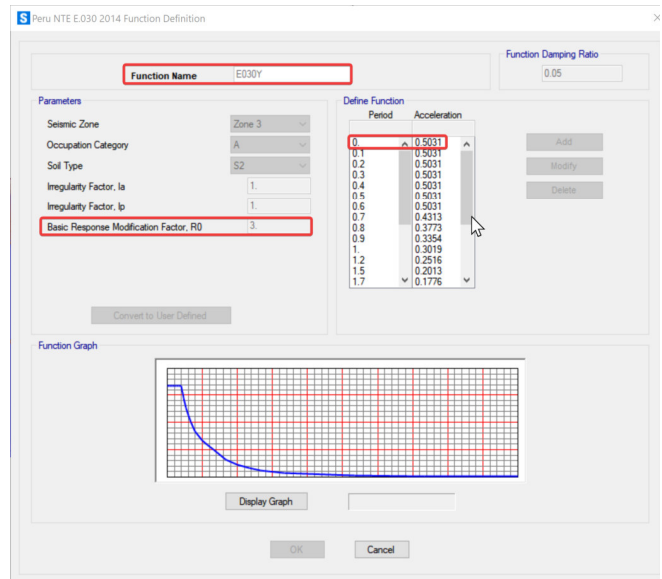 S Peru NTE E.030 2014 Function Definition
Function Name E030Y
Function Damping Ratio
0.05
Parameters
Seismic Zone Zone 3
Occupation Category A
Soil Type S2
Irregularity Factor, Ia 1.
Irregularity Factor, Ip 1.
Basic Response Modification Factor, R0 3.
Convert to User Defined
Define Function
Period Acceleration
0. 0.5031
0.1 0.5031
0.2 0.5031
0.3 0.5031
0.4 0.5031
0.5 0.5031
0.6 0.5031
0.7 0.4313
0.8 0.3773
0.9 0.3354
1. 0.3019
1.2 0.2516
1.5 0.2013
1.7 0.1776
Add
Modify
Delete
Function Graph
Display Graph
OK Cancel